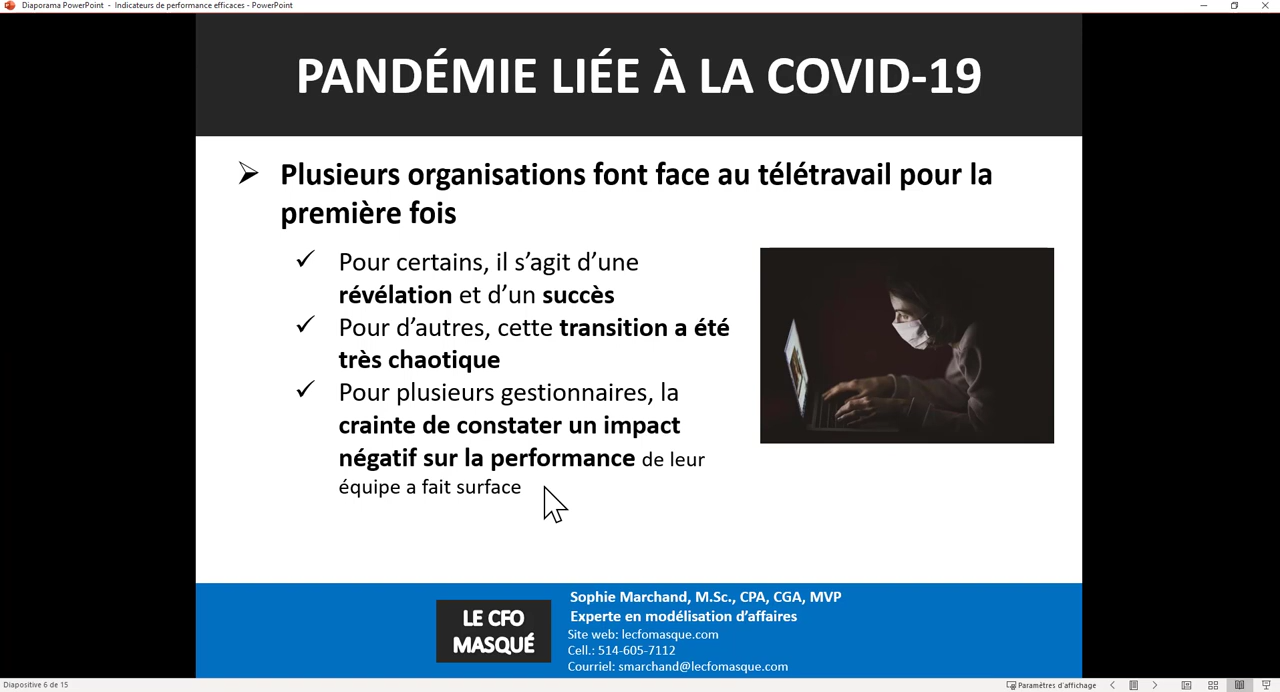 Diaporama PowerPoint - Indicateurs de performance efficaces - PowerPoint
PANDÉMIE LIÉE À LA COVID-19
Plusieurs organisations font face au télétravail pour la
première fois
Pour certains, il s’agit d’une
révélation et d’un succès
Pour d’autres, cette transition a été
très chaotique
Pour plusieurs gestionnaires, la
crainte de constater un impact
négatif sur la performance de leur
équipe a fait surface
LE CFO
MASQUÉ
Sophie Marchand, M.Sc., CPA, CGA, MVP
Experte en modélisation d’affaires
Site web: lecfomasque.com
Cell.: 514-605-7112
Courriel: smarchand@lecfomasque.com
Diapositive 6 de 15
Paramètres d'affichage